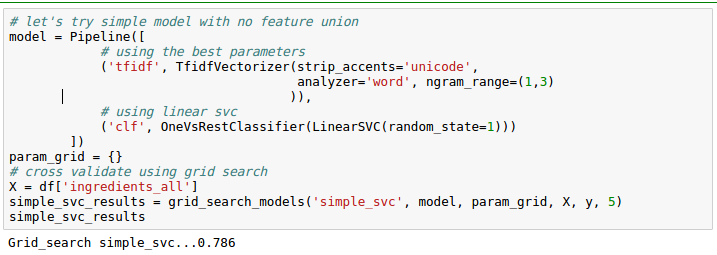 # let's try simple model with no feature union
model = Pipeline([
# using the best parameters
('tfidf', TfidfVectorizer(strip_accents='unicode',
analyzer='word', ngram_range=(1,3)
)),
# using linear svc
('clf', OneVsRestClassifier(LinearSVC(random_state=1)))
])
param_grid = {}
# cross validate using grid search
X = df['ingredients_all']
simple_svc_results = grid_search_models('simple_svc', model, param_grid, X, y, 5)
simple_svc_results
Grid_search simple_svc...0.786